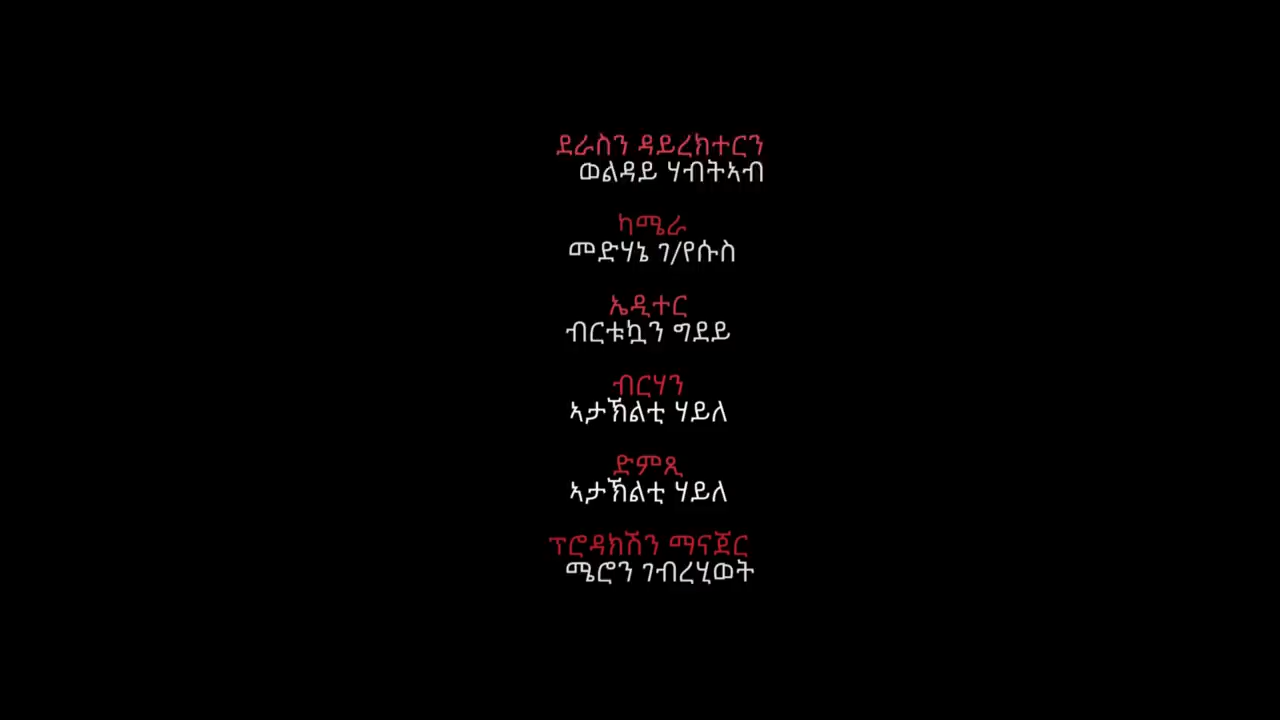 ደራስን ዳይረክተርን
ወልዳይ ሃብትኣብ
ካሜራ
መድሃኔ ገ/የሱስ
ኤዲተር
ብርቱኳን ግደይ
ብርሃን
ኣታኽልቲ ሃይለ
ድምጺ
ኣታኽልቲ ሃይለ
ፕሮዳክሽን ማናጀር
ሜሮን ገብረሂወት